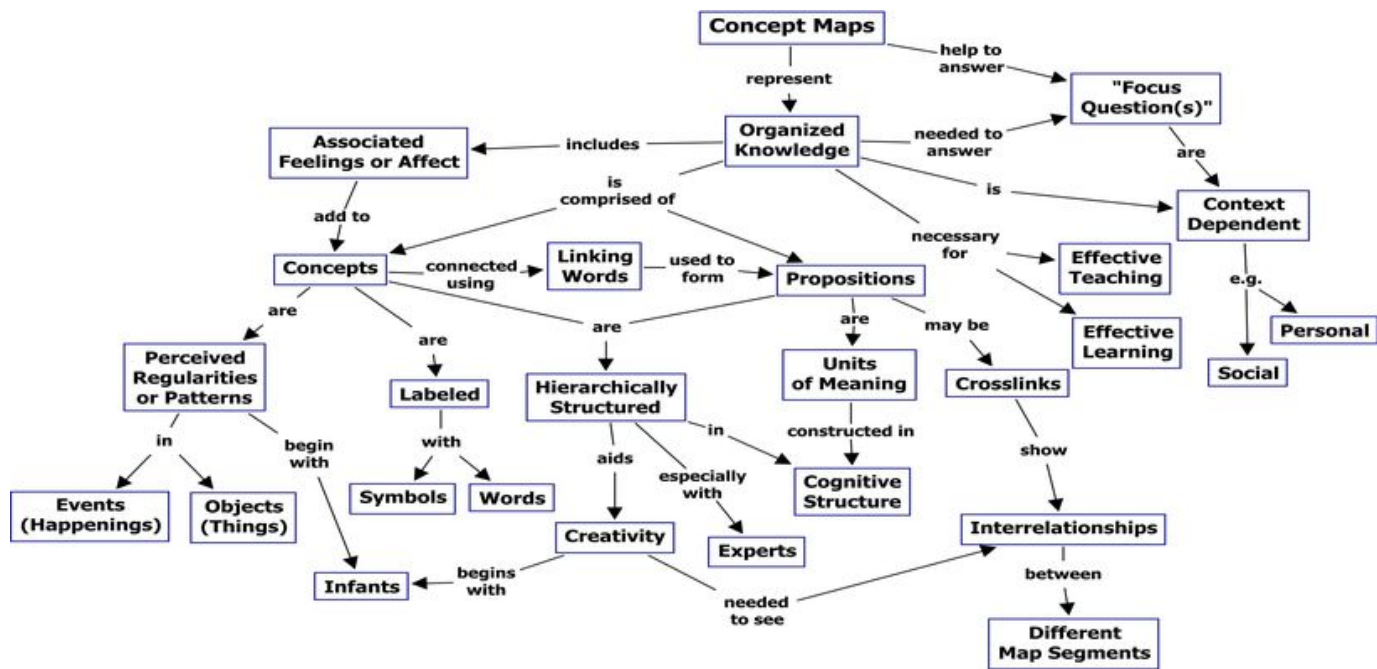 Concept Maps
help to
answer
represent
"Focus
Question(s)"
Associated
Feelings or Affect
includes
Organized
Knowledge
needed to
answer
are
is
comprised of
is
Context
Dependent
add to
necessary
for
Concepts
connected
using
Linking
Words
used to
form
Propositions
Effective
Teaching
e.g.
are
are
are
are
may be
Effective
Learning
Personal
Social
Perceived
Regularities
or Patterns
Labeled
Hierarchically
Structured
Units
of Meaning
Crosslinks
in
begin
with
with
aids
especially
with
in
constructed in
show
Events
(Happenings)
Objects
(Things)
Symbols
Words
Cognitive
Structure
Creativity
Experts
Interrelationships
Infants
begins
with
needed
to see
between
Different
Map Segments